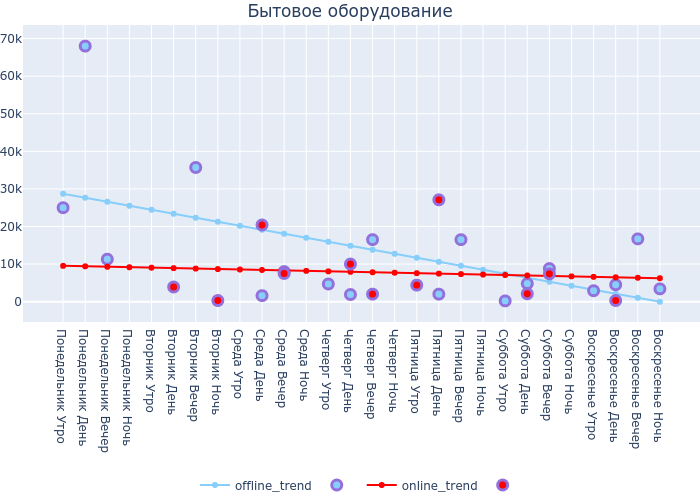 Бытовое оборудование
70k
60k
50k
40k
30k
20k
10k
0
Понедельник Утро
Понедельник День
Понедельник Вечер
Понедельник Ночь
Вторник Утро
Вторник День
Вторник Вечер
Вторник Ночь
Среда Утро
Среда День
Среда Вечер
Среда Ночь
Четверг Утро
Четверг День
Четверг Вечер
Четверг Ночь
Пятница Утро
Пятница День
Пятница Вечер
Пятница Ночь
Суббота Утро
Суббота День
Суббота Вечер
Суббота Ночь
Воскресенье Утро
Воскресенье День
Воскресенье Вечер
Воскресенье Ночь
offline_trend
online_trend